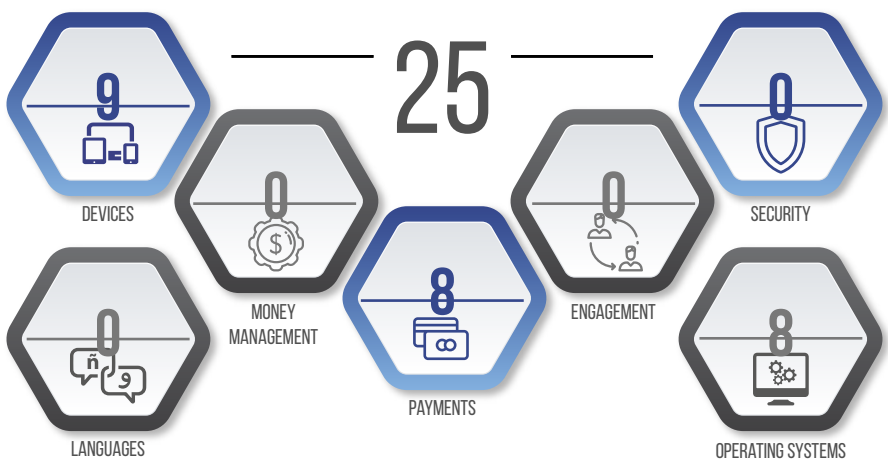 25
9
DEVICES
0
SECURITY
0
MONEY
MANAGEMENT
$
0
ENGAGEMENT
8
PAYMENTS
0
ñ
و
LANGUAGES
8
OPERATING SYSTEMS